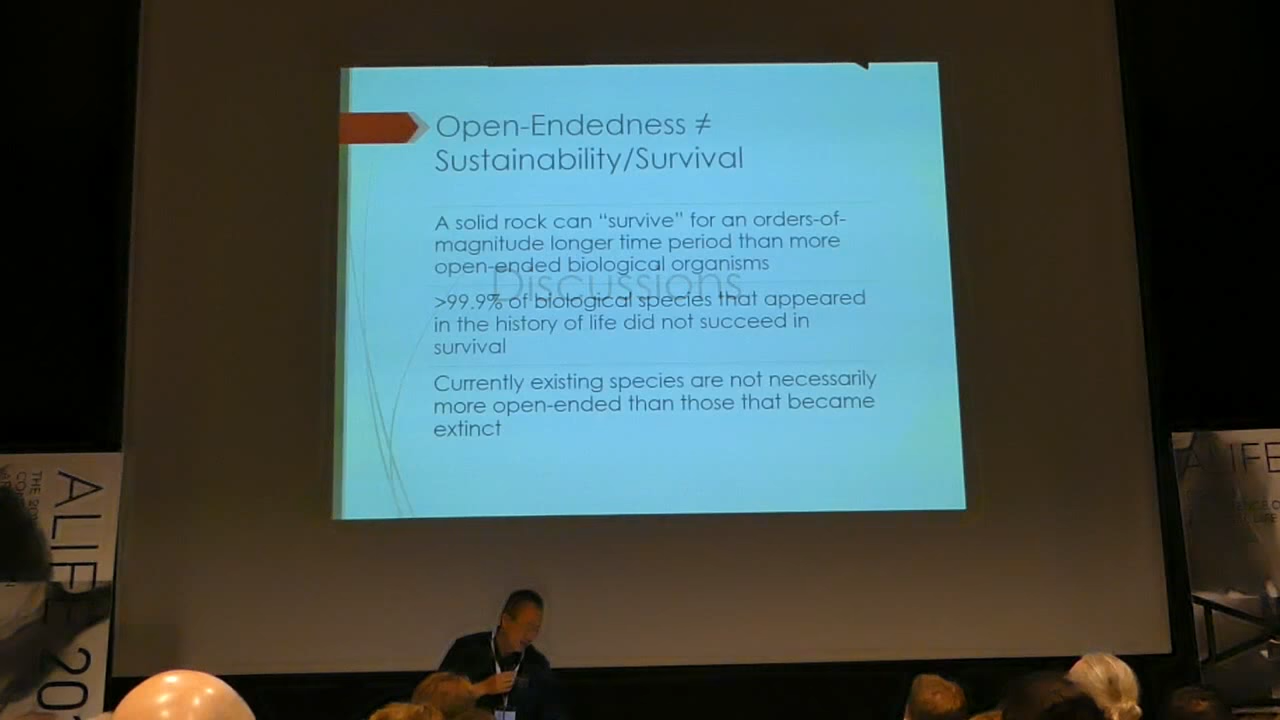 Open-Endedness ≠
Sustainability/Survival
A solid rock can “survive” for an orders-of-
magnitude longer time period than more
open-ended biological organisms
Discussions
>99.9% of biological species that appeared
in the history of life did not succeed in
survival
Currently existing species are not necessarily
more open-ended than those that became
extinct
ALIFE 20
THE
ALIFE